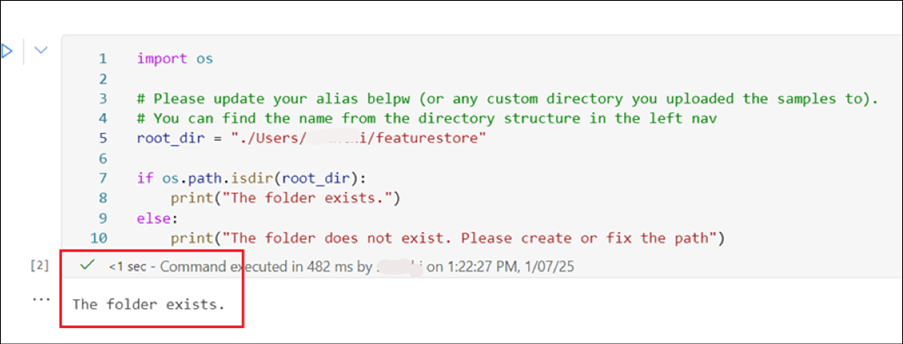 1 import os
2
3 # Please update your alias belpw (or any custom directory you uploaded the samples to).
4 # You can find the name from the directory structure in the left nav
5 root_dir = "./Users/ i/featurestore"
6
7 if os.path.isdir(root_dir):
8 print("The folder exists.")
9 else:
10 print("The folder does not exist. Please create or fix the path")
[2] <1 sec - Command executed in 482 ms by i on 1:22:27 PM, 1/07/25
... The folder exists.